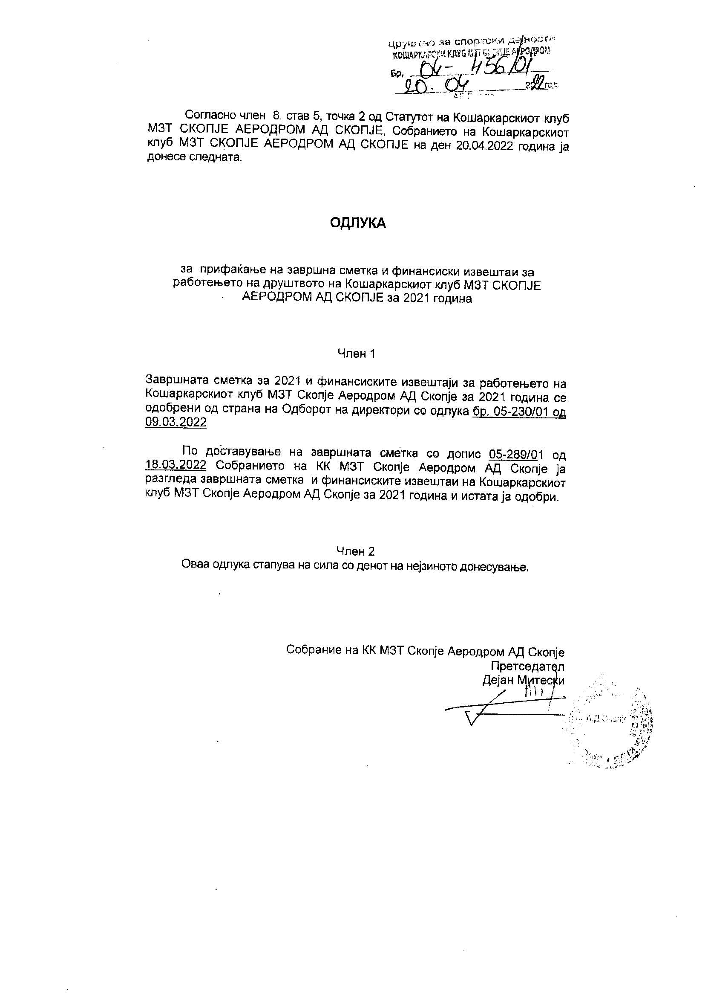 Друштво за спортски дејности
КОШАРКАРСКИ КЛУБ МЗТ СКОПЈЕ АЕРОДРОМ
Бр. 04- 456/01
20. 04 2022 год.
Согласно член 8, став 5, точка 2 од Статутот на Кошаркарскиот клуб
МЗТ СКОПЈЕ АЕРОДРОМ АД СКОПЈЕ, Собранието на Кошаркарскиот
клуб МЗТ СКОПЈЕ АЕРОДРОМ АД СКОПЈЕ на ден 20.04.2022 година ја
донесе следната:
ОДЛУКА
за прифаќање на завршна сметка и финансиски извештаи за
работењето на друштвото на Кошаркарскиот клуб МЗТ СКОПЈЕ
АЕРОДРОМ АД СКОПЈЕ за 2021 година
Член 1
Завршната сметка за 2021 и финансиските извештаји за работењето на
Кошаркарскиот клуб МЗТ Скопје Аеродром АД Скопје за 2021 година се
одобрени од страна на Одборот на директори со одлука бр. 05-230/01 од
09.03.2022
По доставување на завршната сметка со допис 05-289/01 од
18.03.2022 Собранието на КК МЗТ Скопје Аеродром АД Скопје ја
разгледа завршната сметка и финансиските извештаи на Кошаркарскиот
клуб МЗТ Скопје Аеродром АД Скопје за 2021 година и истата ја одобри.
Член 2
Оваа одлука стапува на сила со денот на нејзиното донесување.
Собрание на КК МЗТ Скопје Аеродром АД Скопје
Претседател
Дејан Митески
А.Д Скопје